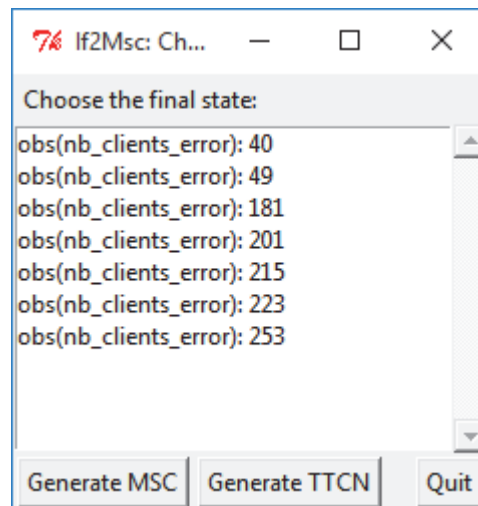 If2Msc: Ch...
Choose the final state:
obs(nb_clients_error): 40
obs(nb_clients_error): 49
obs(nb_clients_error): 181
obs(nb_clients_error): 201
obs(nb_clients_error): 215
obs(nb_clients_error): 223
obs(nb_clients_error): 253
Generate MSC Generate TTCN Quit